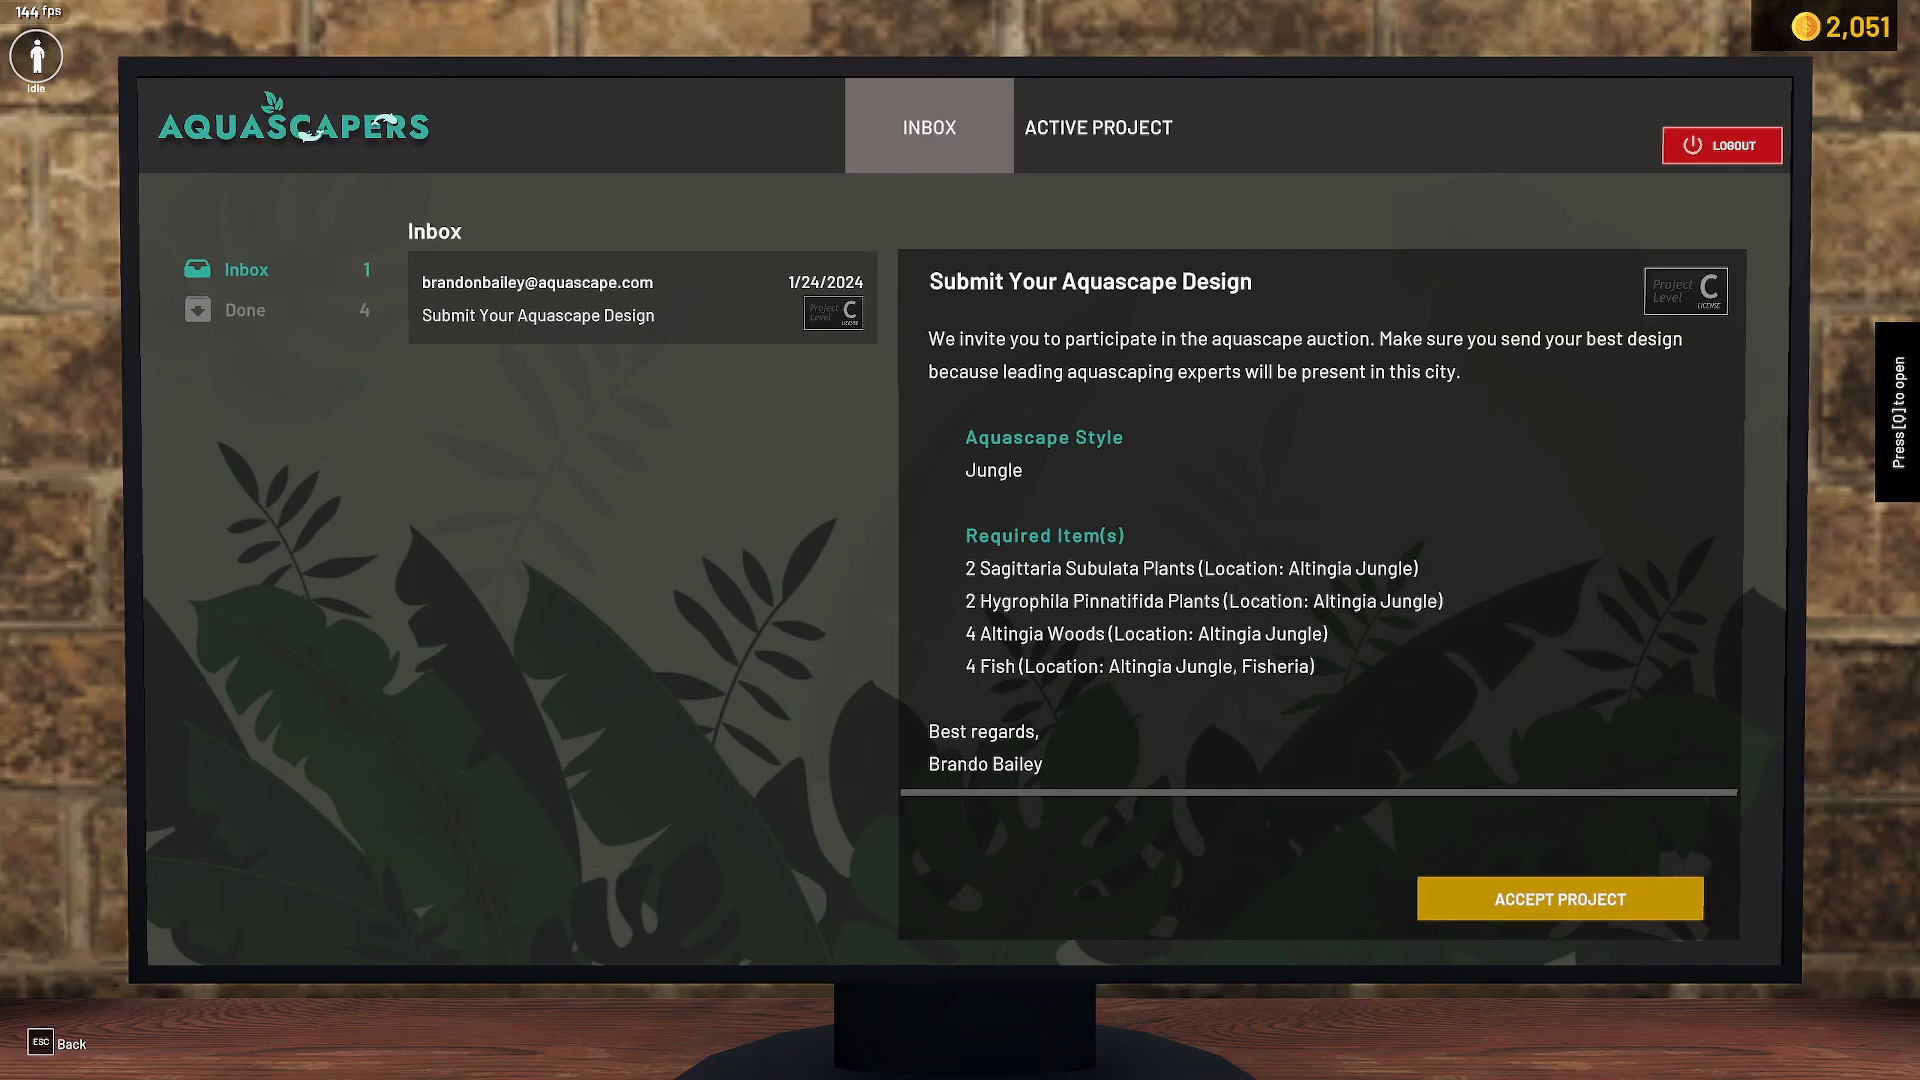 144 fps
2,051
Idle
AQUASCAPERS
INBOX
ACTIVE PROJECT
LOGOUT
Inbox
Inbox 1
Done 4
brandonbailey@aquascape.com 1/24/2024
Submit Your Aquascape Design
Project Level C LICENSE
Submit Your Aquascape Design
Project Level C LICENSE
We invite you to participate in the aquascape auction. Make sure you send your best design
because leading aquascaping experts will be present in this city.
Aquascape Style
Jungle
Required Item(s)
2 Sagittaria Subulata Plants (Location: Altingia Jungle)
2 Hygrophila Pinnatifida Plants (Location: Altingia Jungle)
4 Altingia Woods (Location: Altingia Jungle)
4 Fish (Location: Altingia Jungle, Fisheria)
Best regards,
Brando Bailey
ACCEPT PROJECT
Press [Q] to open
ESC Back